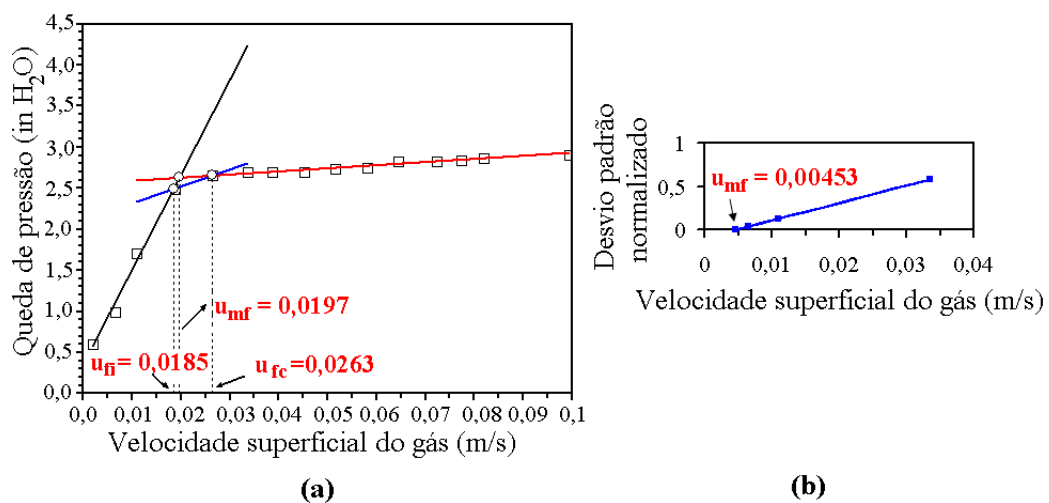 4,5
4,0
3,5
3,0
2,5
2,0
1,5
1,0
0,5
0,0
Queda de pressão (in H₂O)
u_mf = 0,0197
u_fi = 0,0185
u_fc =0,0263
0,0 0,01 0,02 0,03 0,04 0,05 0,06 0,07 0,08 0,09 0,1
Velocidade superficial do gás (m/s)
(a)
Desvio padrão
normalizado
1
0,5
0
u_mf = 0,00453
0 0,01 0,02 0,03 0,04
Velocidade superficial do gás (m/s)
(b)